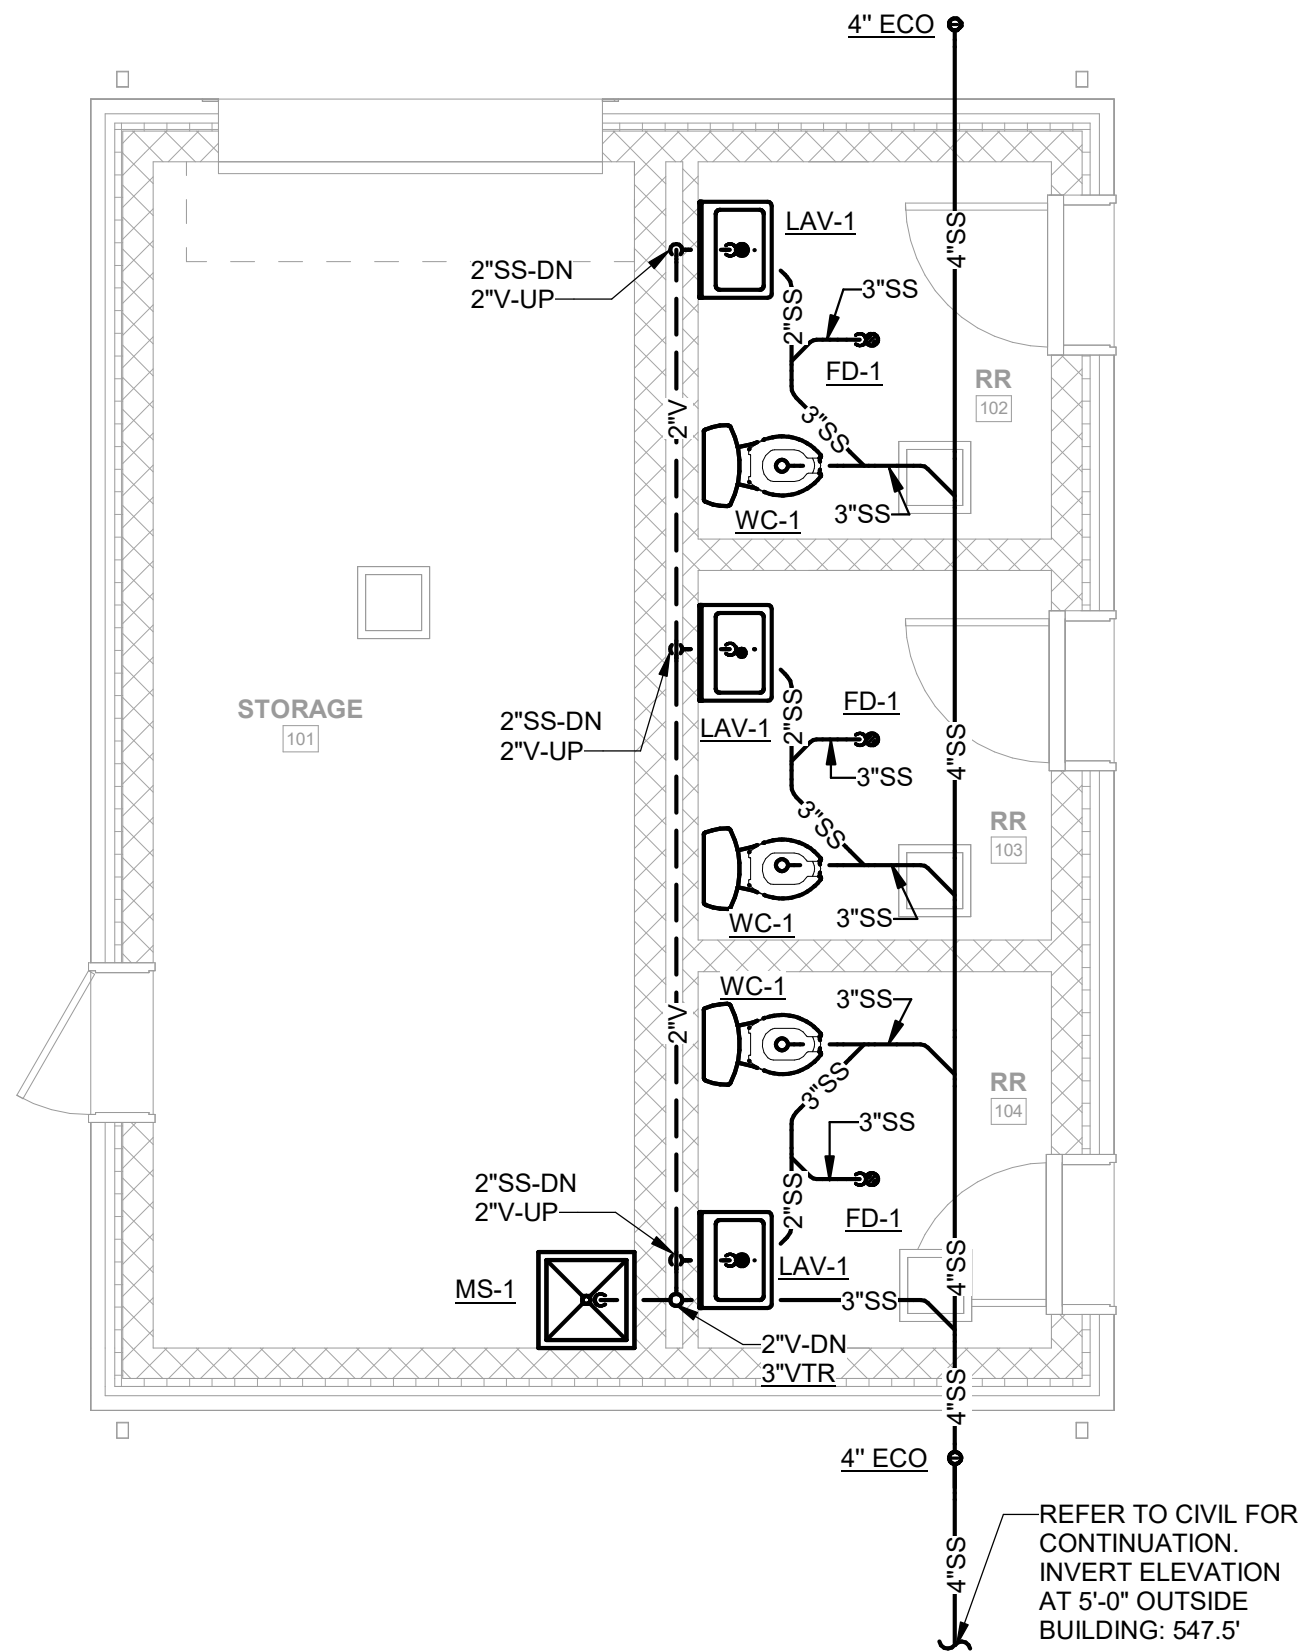 4" ECO
LAV-1
4"SS
2"SS-DN
2"V-UP
2"SS
3"SS
FD-1
RR
102
2"V
3"SS
WC-1
3"SS
STORAGE
101
2"SS-DN
2"V-UP
LAV-1
2"SS
FD-1
3"SS
4"SS
3"SS
RR
103
WC-1
3"SS
WC-1
3"SS
2"V
3"SS
RR
104
3"SS
2"SS-DN
2"V-UP
2"SS
FD-1
MS-1
LAV-1
4"SS
3"SS
2"V-DN
3"VTR
4"SS
4" ECO
4"SS
REFER TO CIVIL FOR
CONTINUATION.
INVERT ELEVATION
AT 5'-0" OUTSIDE
BUILDING: 547.5'